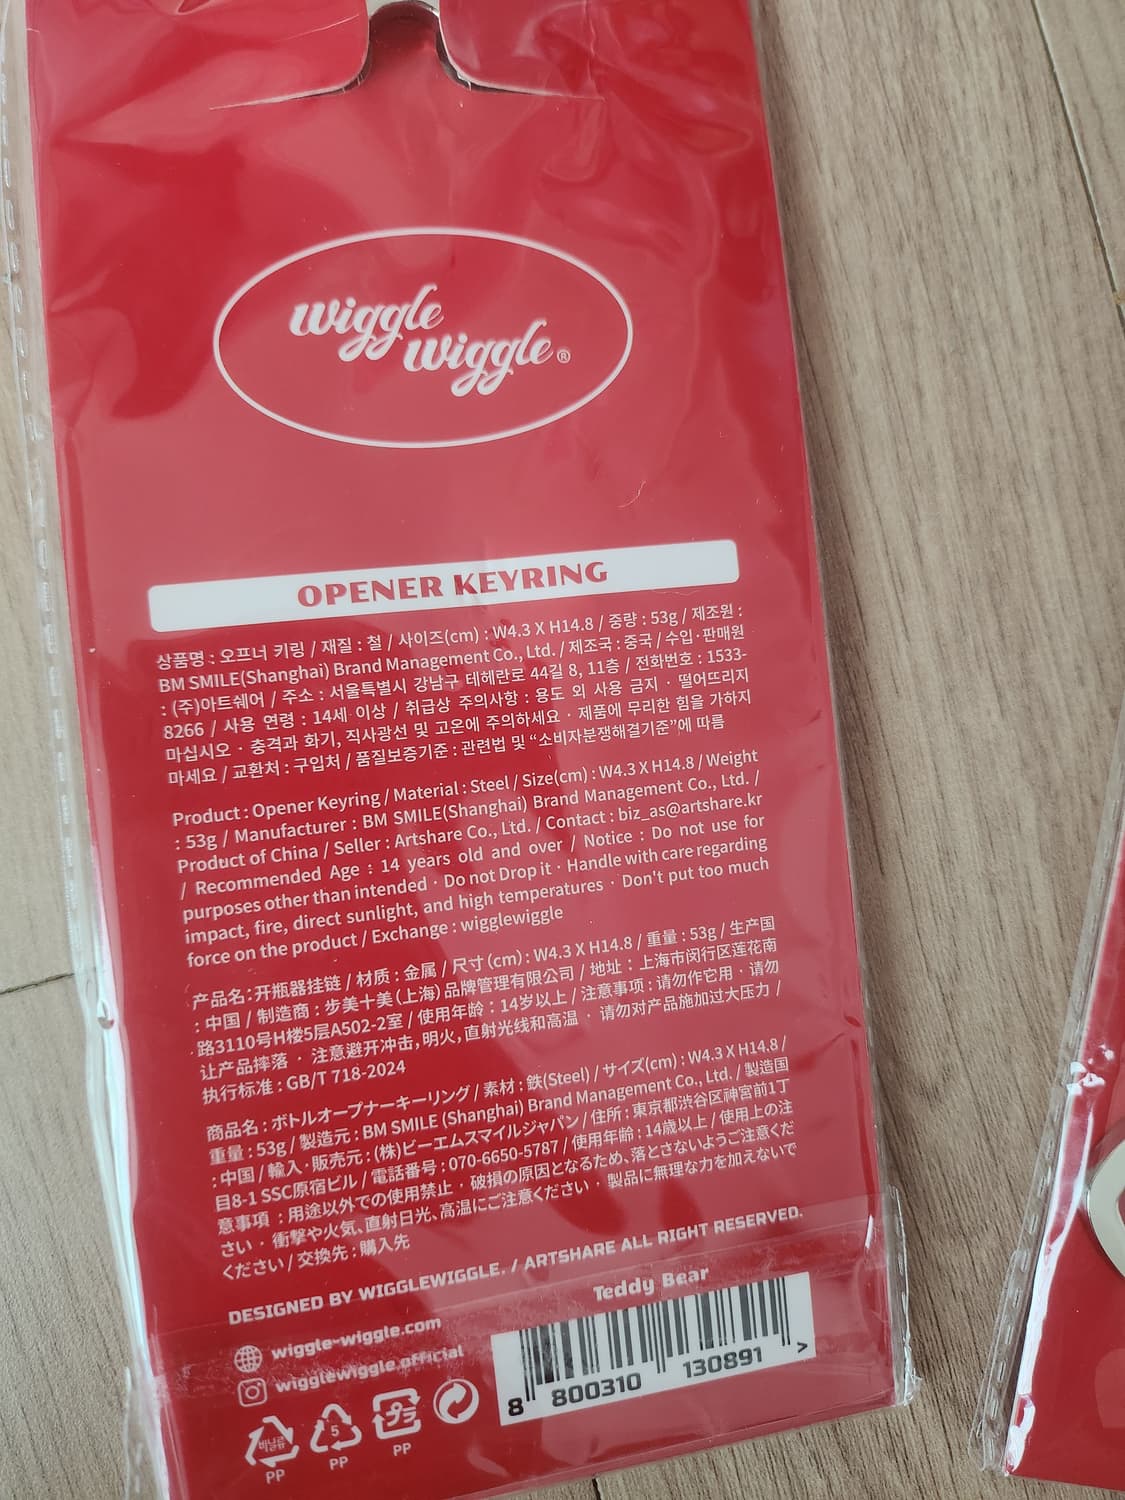 wiggle
wiggle®
OPENER KEYRING
상품명 : 오프너 키링 / 재질 : 철 / 사이즈(cm) : W4.3 X H14.8 / 중량 : 53g / 제조원 :
BM SMILE(Shanghai) Brand Management Co., Ltd. / 제조국 : 중국 / 수입·판매원
: (주)아트쉐어 / 주소 : 서울특별시 강남구 테헤란로 44길 8, 11층 / 전화번호 : 1533-
8266 / 사용 연령 : 14세 이상 / 취급상 주의사항 : 용도 외 사용 금지 · 떨어뜨리지
마십시오 · 충격과 화기, 직사광선 및 고온에 주의하세요 · 제품에 무리한 힘을 가하지
마세요 / 교환처 : 구입처 / 품질보증기준 : 관련법 및 “소비자분쟁해결기준”에 따름
Product : Opener Keyring / Material : Steel / Size(cm) : W4.3 X H14.8 / Weight
: 53g / Manufacturer : BM SMILE(Shanghai) Brand Management Co., Ltd. /
Product of China / Seller : Artshare Co., Ltd. / Contact : biz_as@artshare.kr
/ Recommended Age : 14 years old and over / Notice : Do not use for
purposes other than intended · Do not Drop it · Handle with care regarding
impact, fire, direct sunlight, and high temperatures · Don't put too much
force on the product / Exchange : wigglewiggle
产品名 : 开瓶器挂链 / 材质 : 金属 / 尺寸(cm) : W4.3 X H14.8 / 重量 : 53g / 生产国
: 中国 / 制造商 : 步美十美(上海)品牌管理有限公司 / 地址 : 上海市闵行区莲花南
路3110号H楼5层A502-2室 / 使用年龄 : 14岁以上 / 注意事项 : 请勿作它用 · 请勿
让产品摔落 · 注意避开冲击,明火,直射光线和高温 · 请勿对产品施加过大压力 /
执行标准 : GB/T 718-2024
商品名 : ボトルオープナーキーリング / 素材 : 鉄(Steel) / サイズ(cm) : W4.3 X H14.8 /
重量 : 53g / 製造元 : BM SMILE (Shanghai) Brand Management Co., Ltd. / 製造国
: 中国 / 輸入·販売元 : (株)ビーエムスマイルジャパン / 住所 : 東京都渋谷区神宮前1丁
目8-1 SSC原宿ビル / 電話番号 : 070-6650-5787 / 使用年齢 : 14歳以上 / 使用上の注
意事項 : 用途以外での使用禁止 · 破損の原因となるため、落とさないようご注意くだ
さい · 衝撃や火気、直射日光、高温にご注意ください · 製品に無理な力を加えないで
ください / 交換先 : 購入先
DESIGNED BY WIGGLEWIGGLE. / ARTSHARE ALL RIGHT RESERVED.
Teddy Bear
wiggle-wiggle.com
wigglewiggle.official
8 800310 130891 >
비닐류
PP
5
PP
プラ
PP